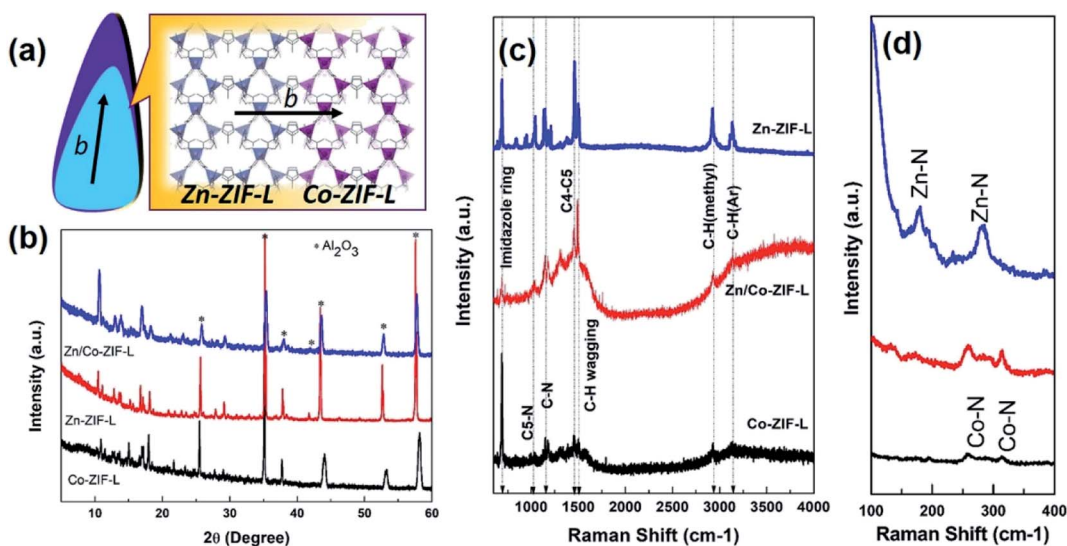 (a)
b
b
Zn-ZIF-L Co-ZIF-L
(b)
* Al2O3
*
*
*
*
*
*
*
Zn/Co-ZIF-L
Zn-ZIF-L
Co-ZIF-L
Intensity (a.u.)
10 20 30 40 50 60
2θ (Degree)
(c)
Zn-ZIF-L
Imidazole ring
C4-C5
C-H(methyl)
C-H(Ar)
Zn/Co-ZIF-L
C5-N
C-N
C-H wagging
Co-ZIF-L
Intensity (a.u.)
1000 1500 2000 2500 3000 3500 4000
Raman Shift (cm-1)
(d)
Zn-N
Zn-N
Co-N
Co-N
Intensity (a.u.)
100 200 300 400
Raman Shift (cm-1)